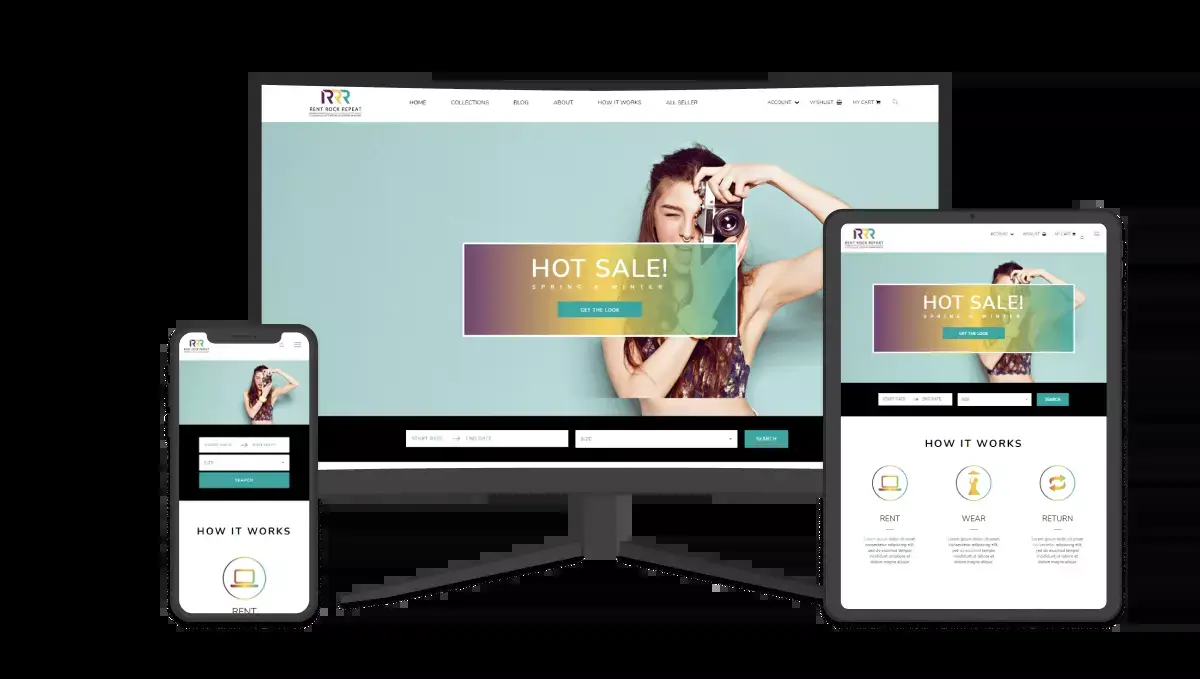 RRR
RENT ROCK REPEAT
HOME COLLECTIONS BLOG ABOUT HOW IT WORKS ALL SELLER
ACCOUNT WISHLIST MY CART
HOT SALE!
SPRING & WINTER
GET THE LOOK
START DATE END DATE SIZE SEARCH
RRR
RENT ROCK REPEAT
SIZE
SEARCH
HOW IT WORKS
RENT
RRR
RENT ROCK REPEAT
ACCOUNT WISHLIST MY CART
HOT SALE!
SPRING & WINTER
GET THE LOOK
START DATE END DATE SIZE SEARCH
HOW IT WORKS
RENT WEAR RETURN
Lorem ipsum dolor sit amet Lorem ipsum dolor sit amet Lorem ipsum dolor sit amet
consectetur adipiscing elit, consectetur adipiscing elit, consectetur adipiscing elit,
sed do eiusmod tempor sed do eiusmod tempor sed do eiusmod tempor
incididunt ut labore et incididunt ut labore et incididunt ut labore et
dolore magna aliqua dolore magna aliqua dolore magna aliqua